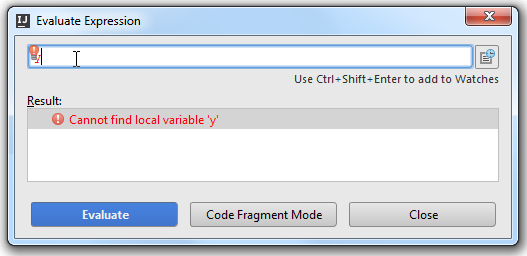 Evaluate Expression
y
Use Ctrl+Shift+Enter to add to Watches
Result:
Cannot find local variable 'y'
Evaluate
Code Fragment Mode
Close